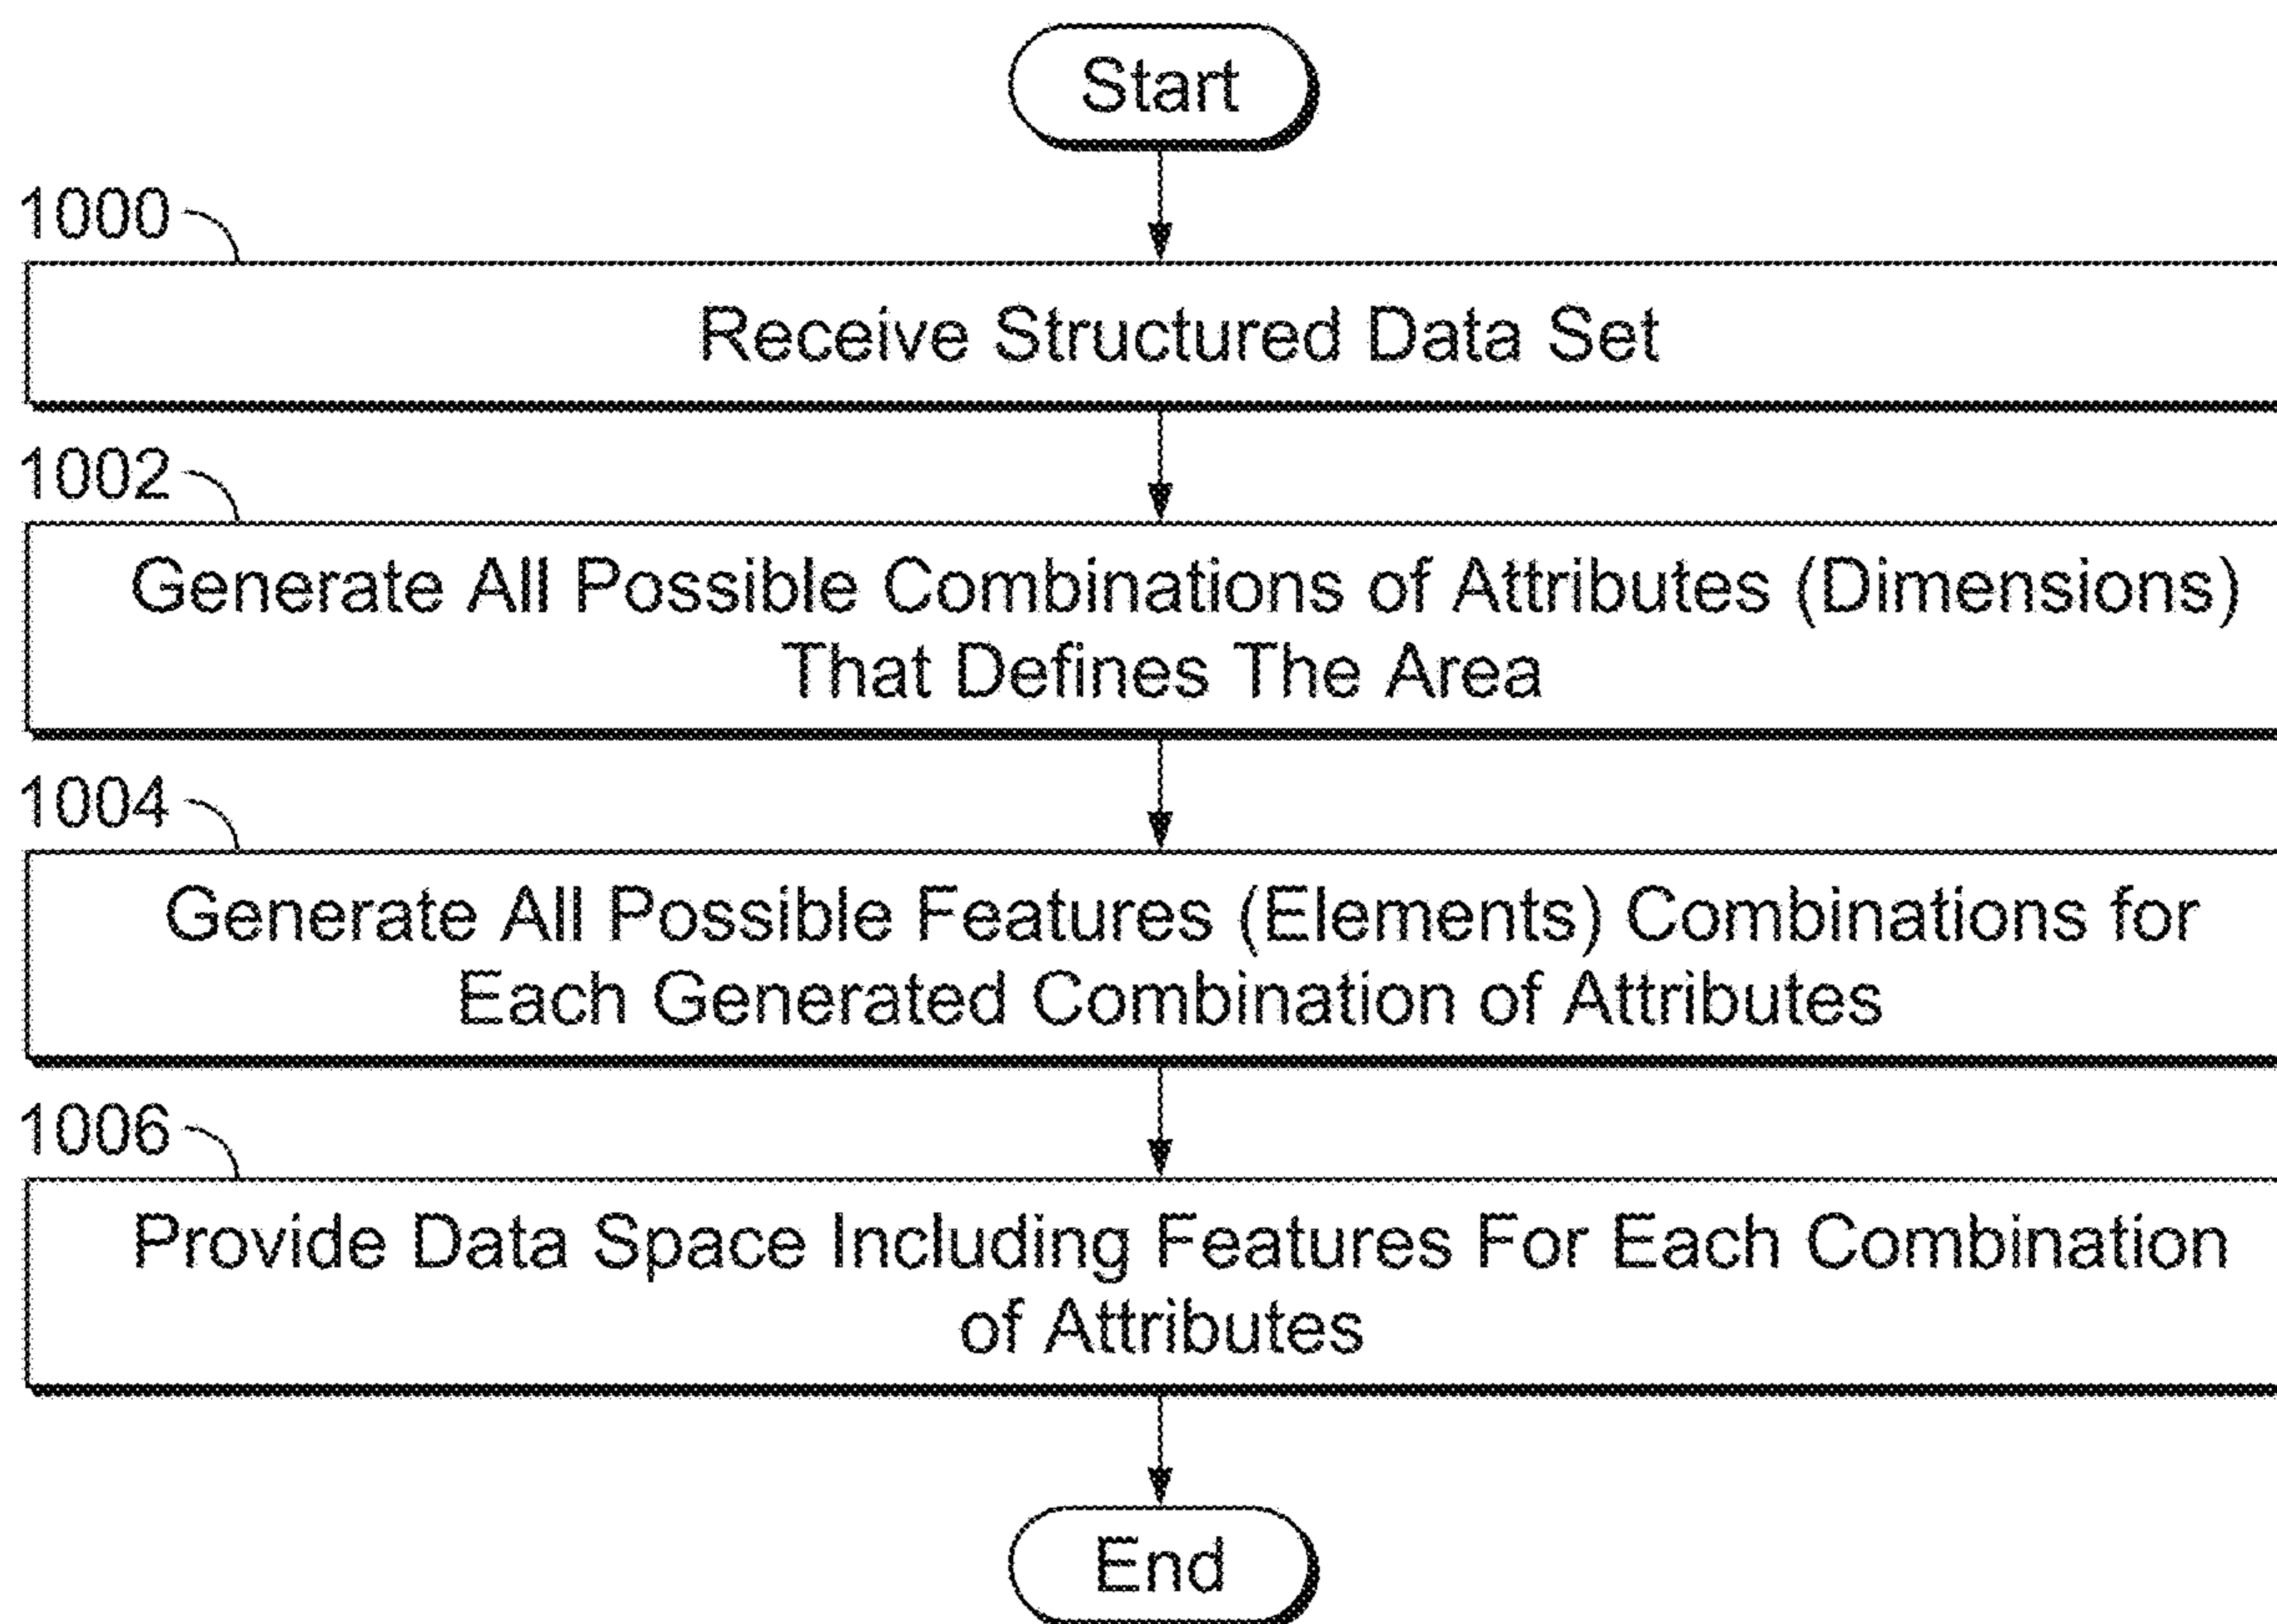 Start
1000
Receive Structured Data Set
1002
Generate All Possible Combinations of Attributes (Dimensions)
That Defines The Area
1004
Generate All Possible Features (Elements) Combinations for
Each Generated Combination of Attributes
1006
Provide Data Space Including Features For Each Combination
of Attributes
End